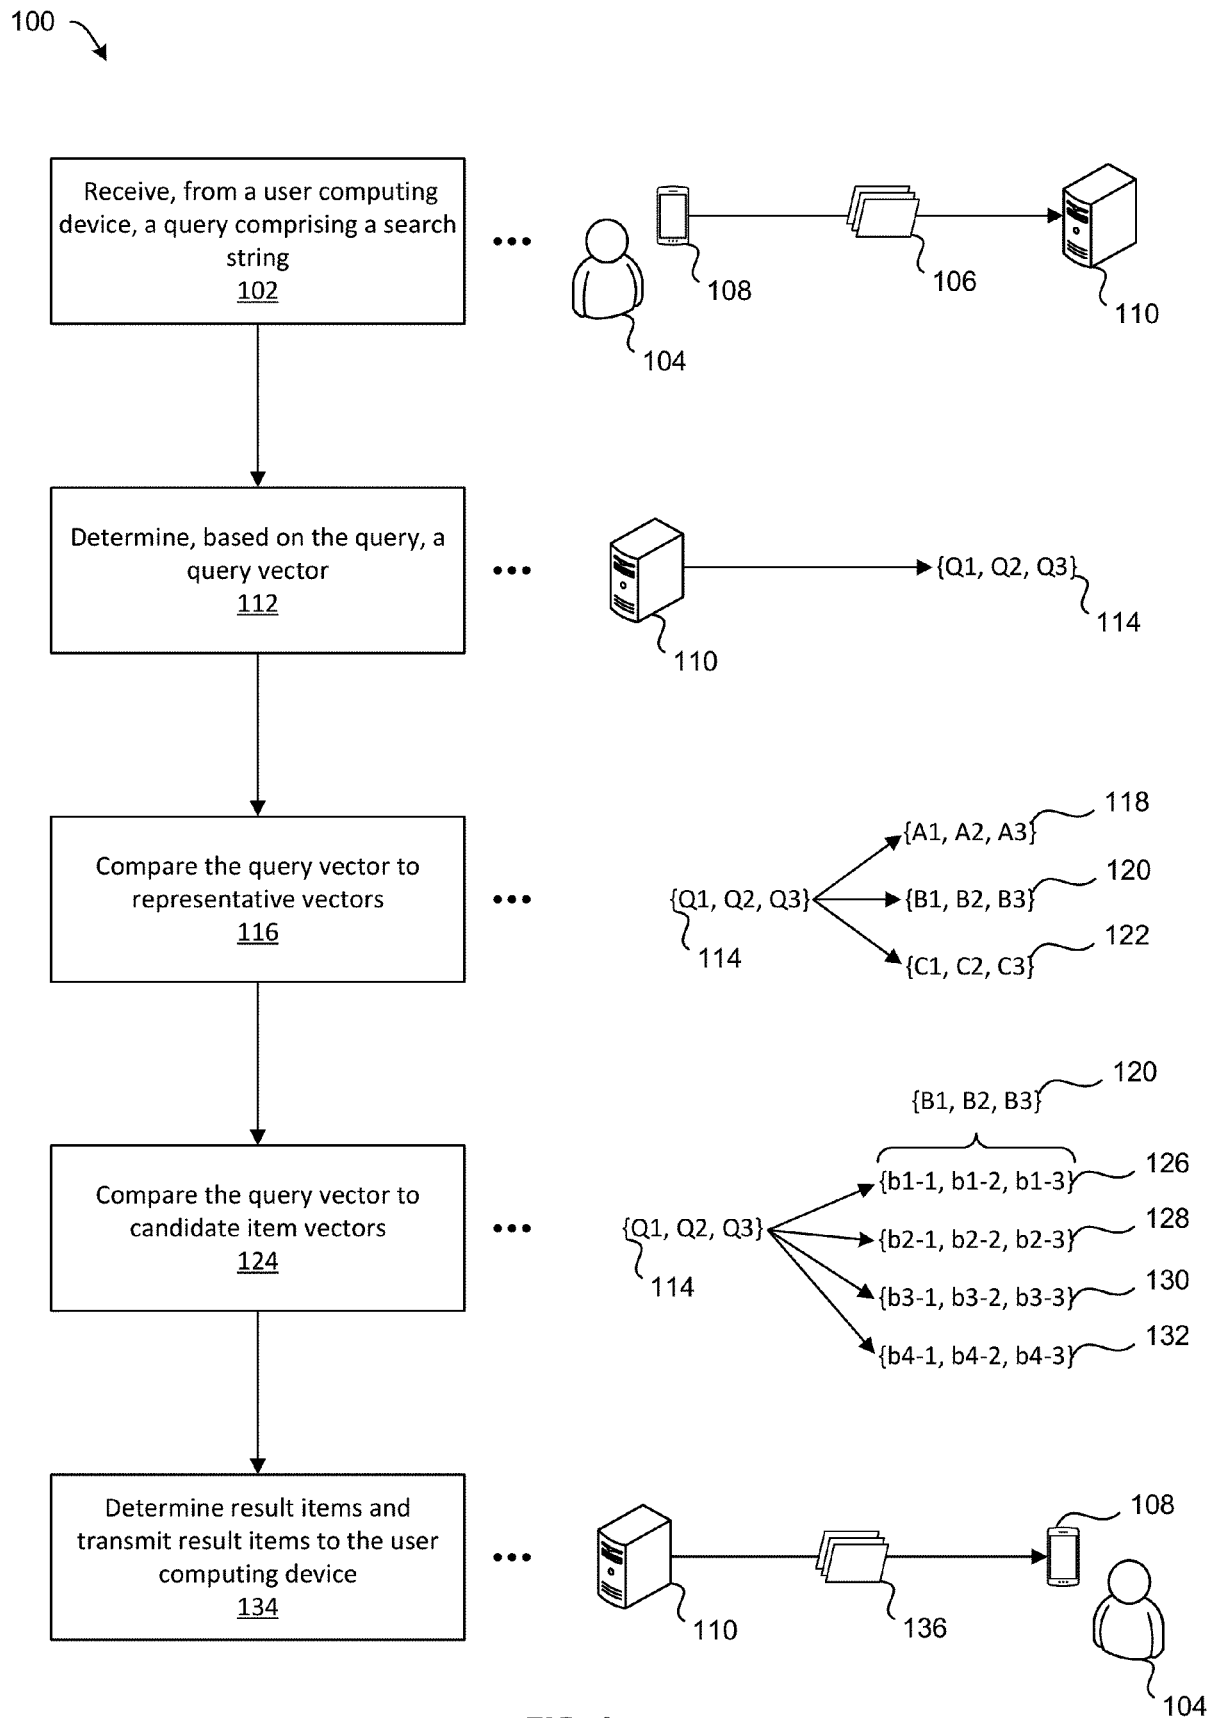 100
Receive, from a user computing
device, a query comprising a search
string
102
108
106
110
104
Determine, based on the query, a
query vector
112
{Q1, Q2, Q3}
114
110
Compare the query vector to
representative vectors
116
{Q1, Q2, Q3}
114
{A1, A2, A3}
118
{B1, B2, B3}
120
{C1, C2, C3}
122
Compare the query vector to
candidate item vectors
124
{Q1, Q2, Q3}
114
{B1, B2, B3}
120
{b1-1, b1-2, b1-3}
126
{b2-1, b2-2, b2-3}
128
{b3-1, b3-2, b3-3}
130
{b4-1, b4-2, b4-3}
132
Determine result items and
transmit result items to the user
computing device
134
110
136
108
104